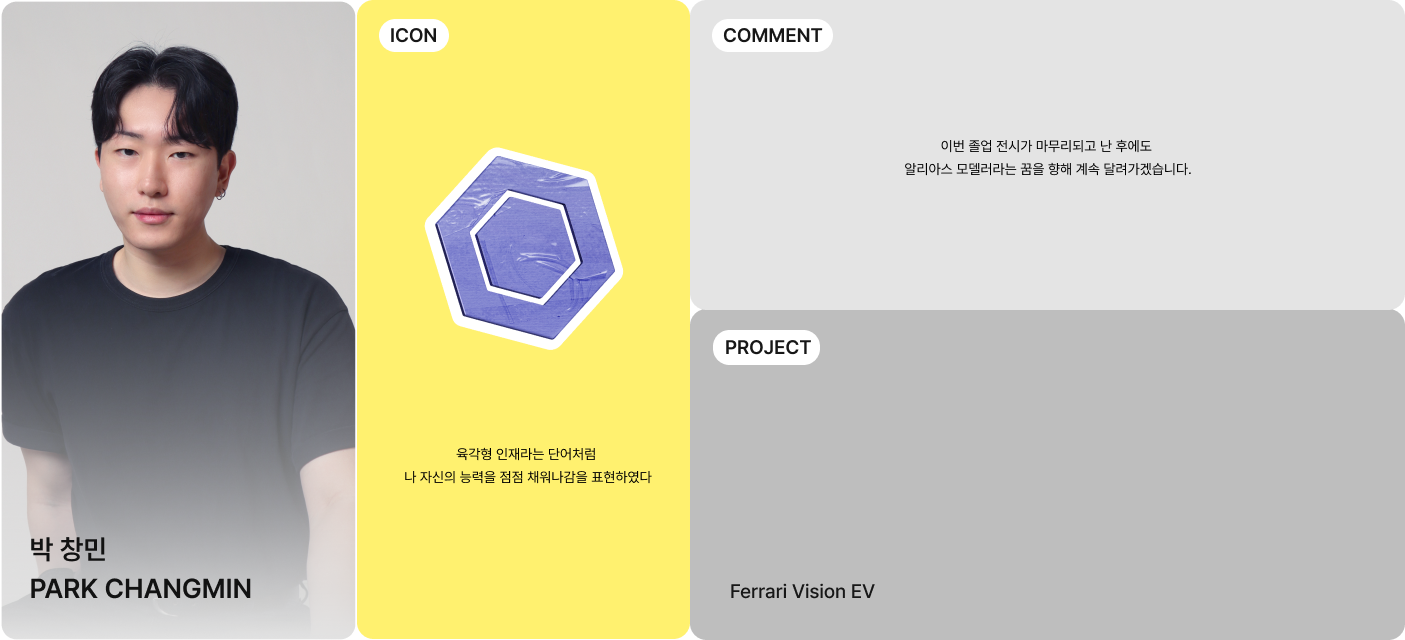 박 창민
PARK CHANGMIN
ICON
육각형 인재라는 단어처럼
나 자신의 능력을 점점 채워나감을 표현하였다
COMMENT
이번 졸업 전시가 마무리되고 난 후에도
알리아스 모델러라는 꿈을 향해 계속 달려가겠습니다.
PROJECT
Ferrari Vision EV